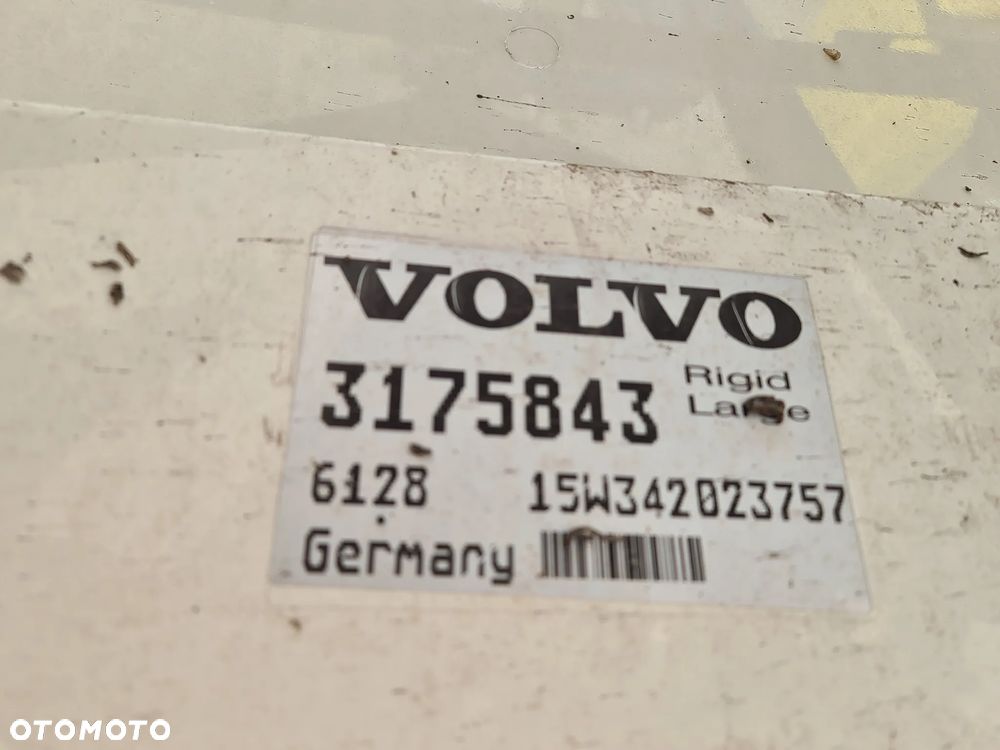 VOLVO
3175843 Rigid
Large
6128 15W342023757
Germany
OTOMOTO